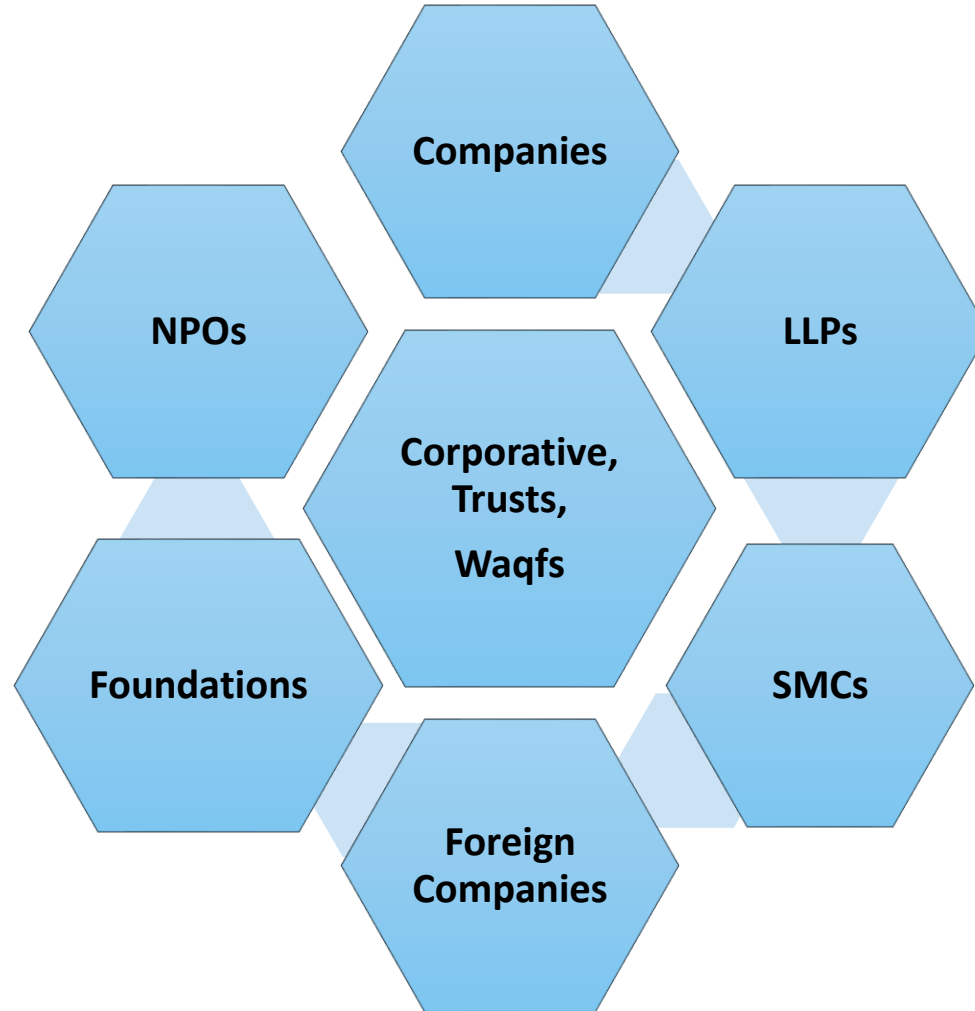 Companies
NPOs
LLPs
Corporative,
Trusts,
Waqfs
Foundations
SMCs
Foreign
Companies